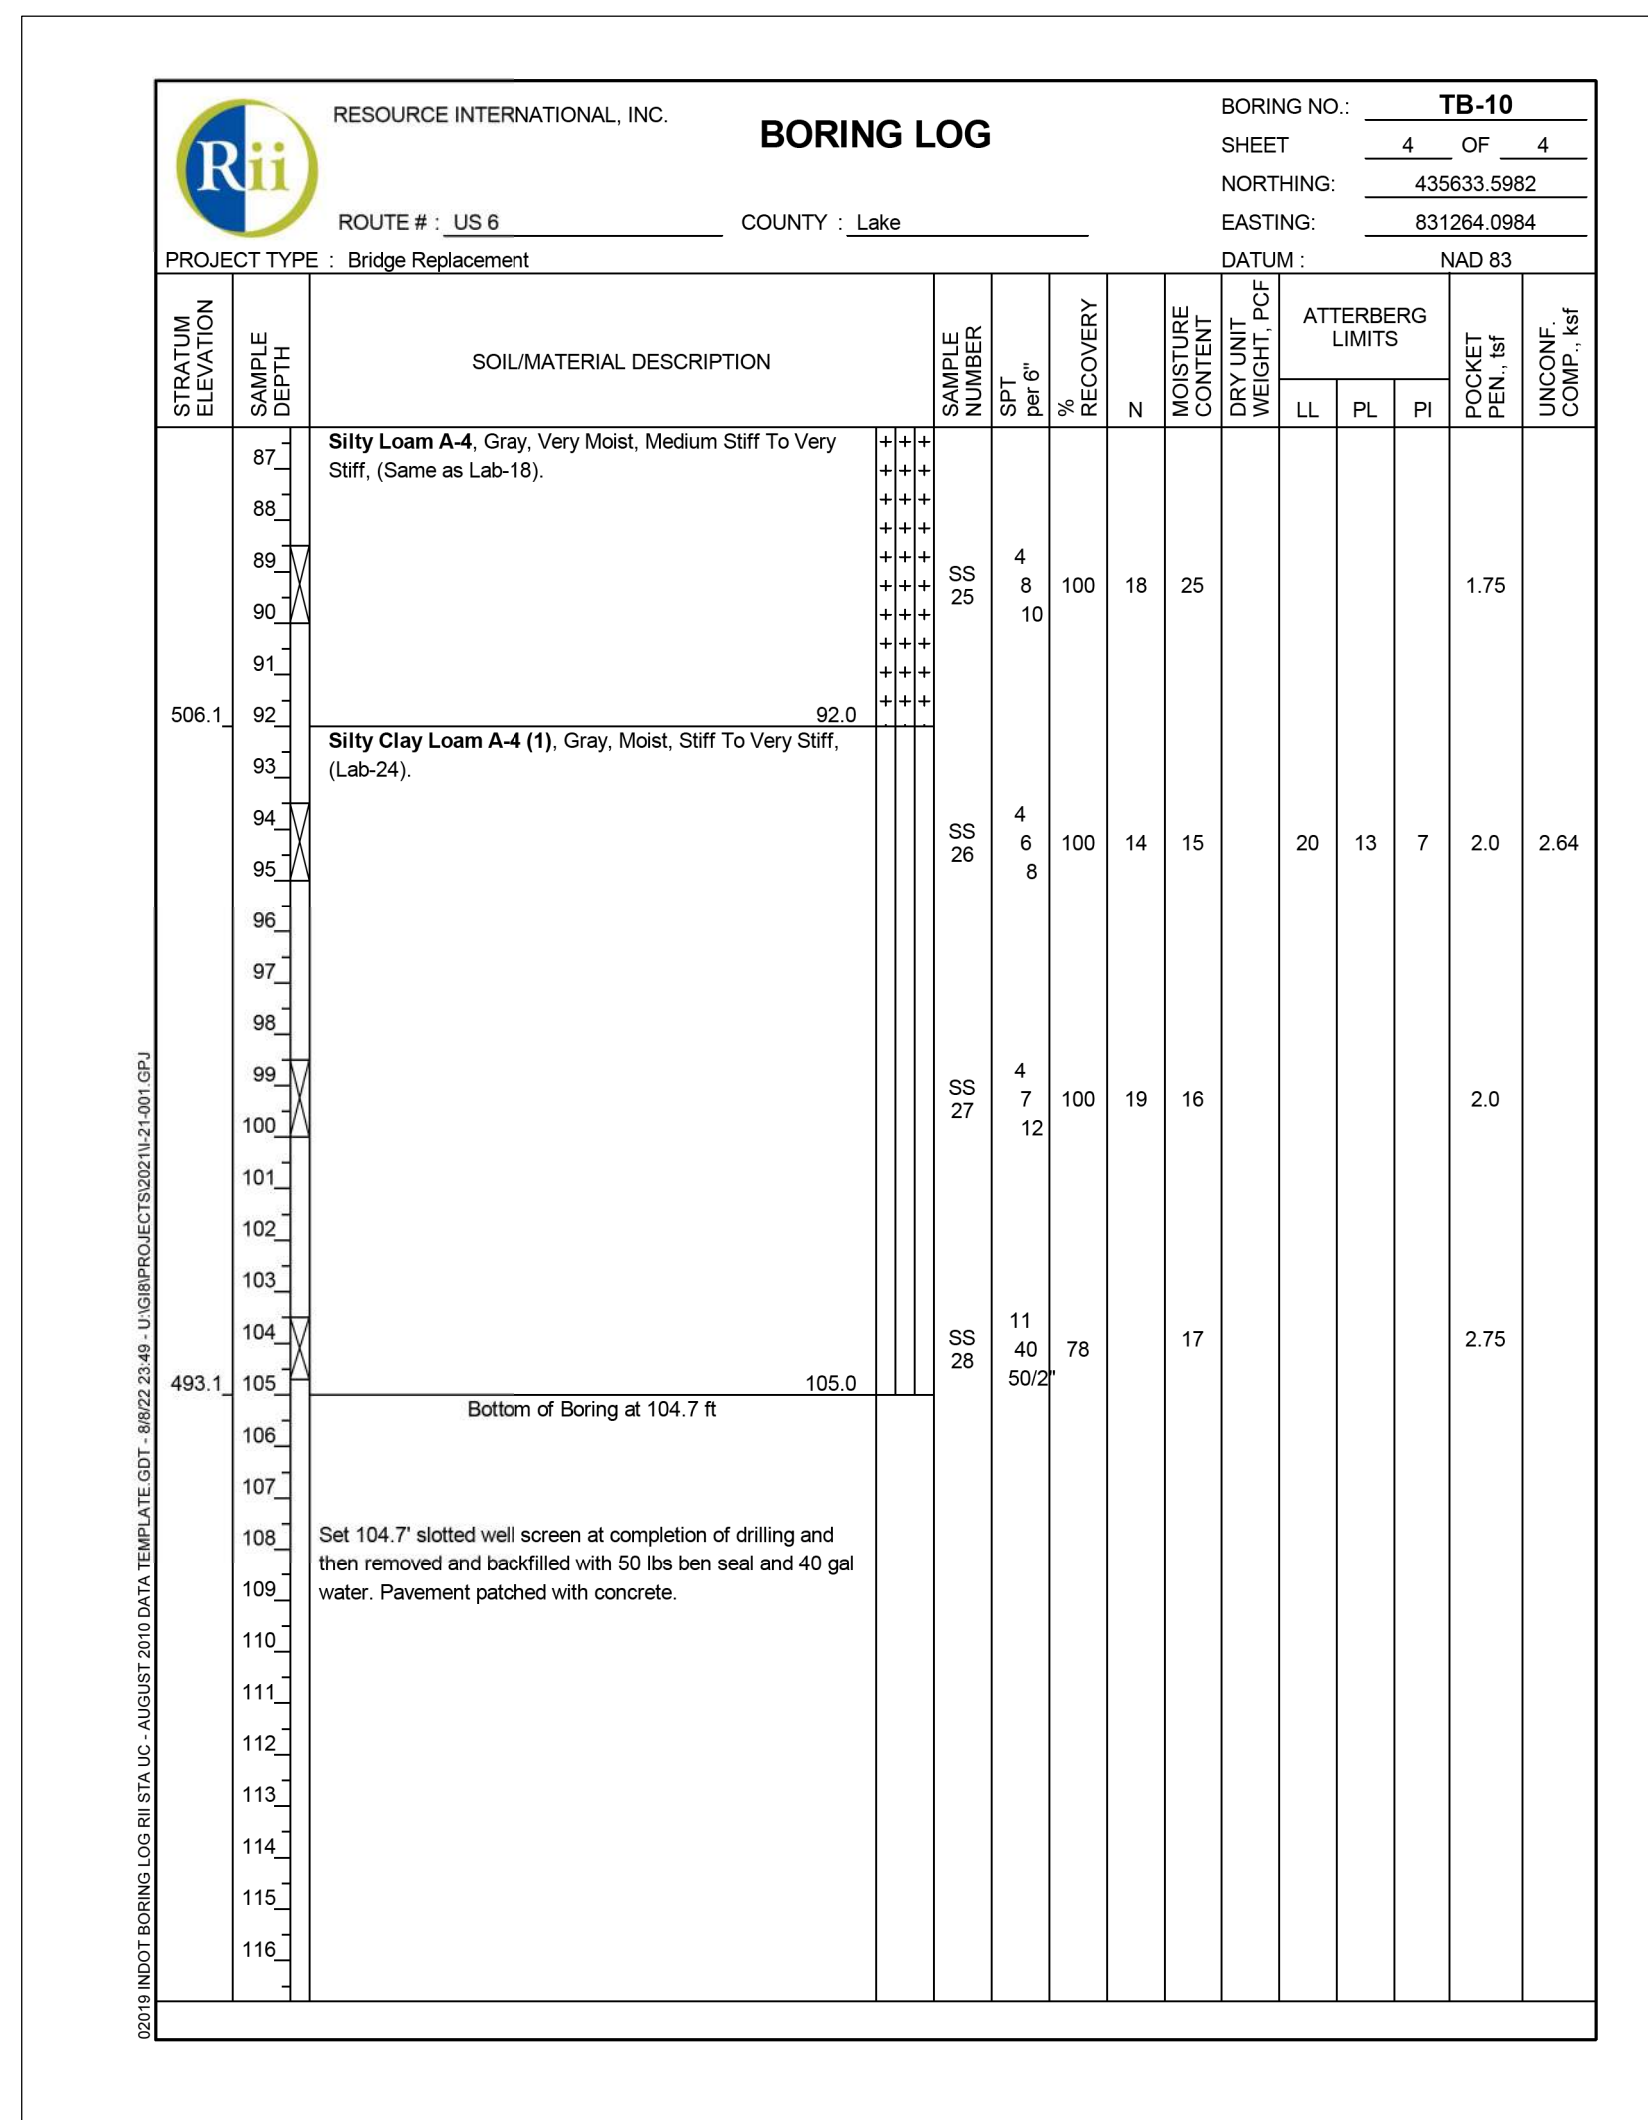 Rii
RESOURCE INTERNATIONAL, INC.
BORING LOG
BORING NO.: TB-10
SHEET 4 OF 4
NORTHING: 435633.5982
ROUTE # : US 6 COUNTY : Lake EASTING: 831264.0984
PROJECT TYPE : Bridge Replacement DATUM : NAD 83
STRATUM ELEVATION
SAMPLE DEPTH
SOIL/MATERIAL DESCRIPTION
SAMPLE NUMBER
SPT per 6"
% RECOVERY
N
MOISTURE CONTENT
DRY UNIT WEIGHT, PCF
ATTERBERG LIMITS
LL PL PI
POCKET PEN., tsf
UNCONF. COMP., ksf
Silty Loam A-4, Gray, Very Moist, Medium Stiff To Very
87
Stiff, (Same as Lab-18).
88
89
4
SS 25 8 100 18 25 1.75
90
10
91
506.1 92 92.0
Silty Clay Loam A-4 (1), Gray, Moist, Stiff To Very Stiff,
93
(Lab-24).
94
4
SS 26 6 100 14 15 20 13 7 2.0 2.64
95
8
96
97
98
99
4
SS 27 7 100 19 16 2.0
100
12
101
102
103
104
11
SS 28 40 78 17 2.75
50/2"
493.1 105 105.0
Bottom of Boring at 104.7 ft
106
107
108
Set 104.7' slotted well screen at completion of drilling and
then removed and backfilled with 50 lbs ben seal and 40 gal
109
water. Pavement patched with concrete.
110
111
112
113
114
115
116
02019 INDOT BORING LOG RII STA UC - AUGUST 2010 DATA TEMPLATE.GDT - 8/8/22 23:49 - U:\GI8\PROJECTS\2021\I-21-001.GPJ